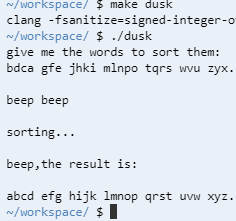 ~/workspace/ $ make dusk
clang -fsanitize=signed-integer-o
~/workspace/ $ ./dusk
give me the words to sort them:
bdca gfe jhki mlnpo tqrs wvu zyx.
beep beep
sorting...
beep,the result is:
abcd efg hijk lmnop qrst uvw xyz.
~/workspace/ $